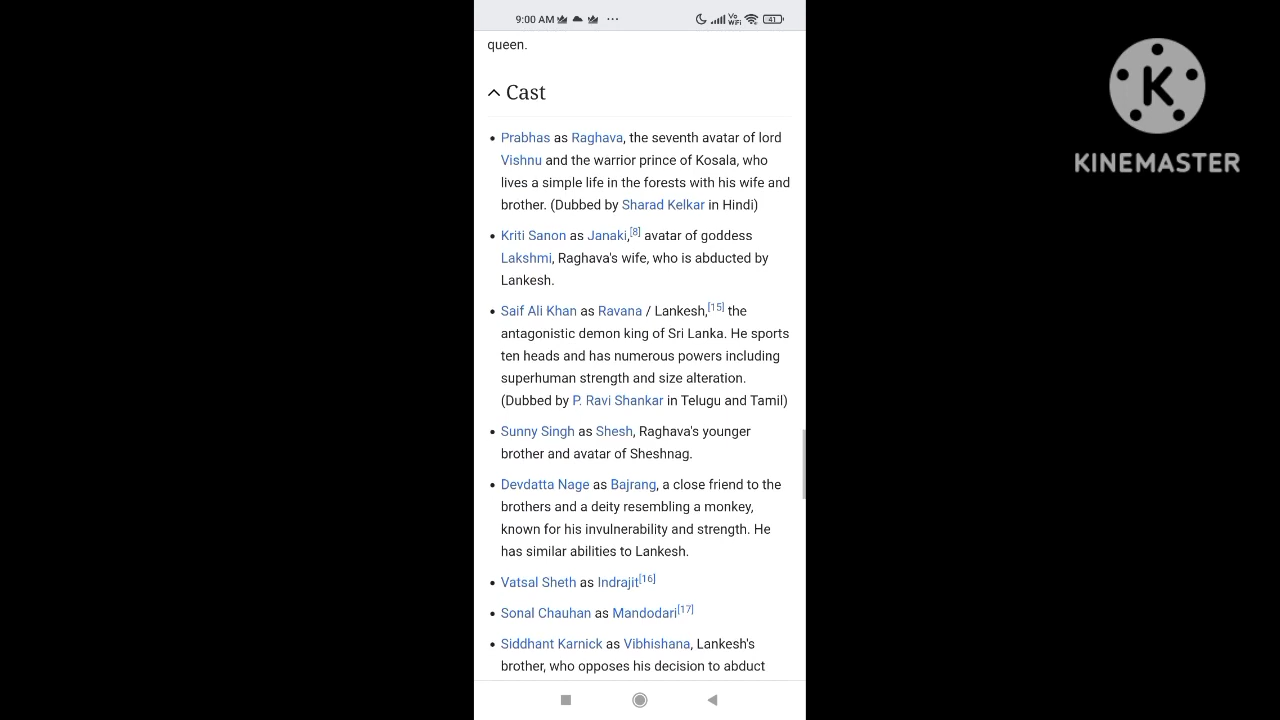 9:00 AM
Vo
WiFi
41
queen.
Cast
• Prabhas as Raghava, the seventh avatar of lord
Vishnu and the warrior prince of Kosala, who
lives a simple life in the forests with his wife and
brother. (Dubbed by Sharad Kelkar in Hindi)
• Kriti Sanon as Janaki,[8] avatar of goddess
Lakshmi, Raghava's wife, who is abducted by
Lankesh.
• Saif Ali Khan as Ravana / Lankesh,[15] the
antagonistic demon king of Sri Lanka. He sports
ten heads and has numerous powers including
superhuman strength and size alteration.
(Dubbed by P. Ravi Shankar in Telugu and Tamil)
• Sunny Singh as Shesh, Raghava's younger
brother and avatar of Sheshnag.
• Devdatta Nage as Bajrang, a close friend to the
brothers and a deity resembling a monkey,
known for his invulnerability and strength. He
has similar abilities to Lankesh.
• Vatsal Sheth as Indrajit[16]
• Sonal Chauhan as Mandodari[17]
• Siddhant Karnick as Vibhishana, Lankesh's
brother, who opposes his decision to abduct
K
KINEMASTER